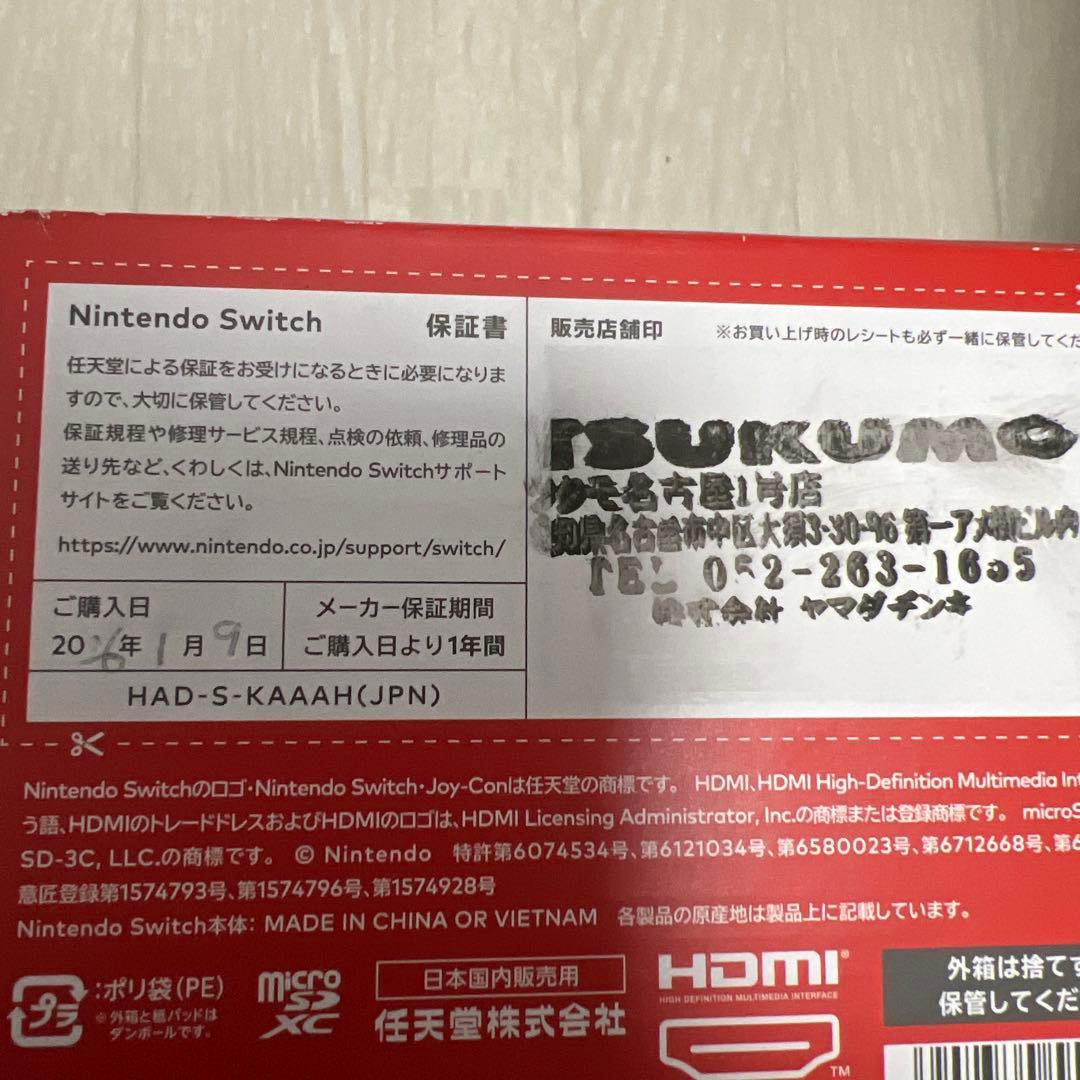 Nintendo Switch 保証書
任天堂による保証をお受けになるときに必要になりま
すので、大切に保管してください。
保証規程や修理サービス規程、点検の依頼、修理品の
送り先など、くわしくは、Nintendo Switchサポート
サイトをご覧ください。
https://www.nintendo.co.jp/support/switch/
ご購入日
20 年 1 月 9 日
メーカー保証期間
ご購入日より1年間
HAD-S-KAAAH(JPN)
販売店舗印 ※お買い上げ時のレシートも必ず一緒に保管してくだ
TSUKUMO
名古屋1号店
知県名古屋市中区大須3-30-86 第一アメ横ビル内
TEL 052-263-1655
株式会社 ヤマダデンキ
Nintendo Switchのロゴ・Nintendo Switch・Joy-Conは任天堂の商標です。 HDMI、HDMI High-Definition Multimedia Int
う語、HDMIのトレードドレスおよびHDMIのロゴは、HDMI Licensing Administrator, Inc.の商標または登録商標です。 microS
SD-3C, LLC.の商標です。 © Nintendo 特許第6074534号、第6121034号、第6580023号、第6712668号、第6
意匠登録第1574793号、第1574796号、第1574928号
Nintendo Switch本体: MADE IN CHINA OR VIETNAM 各製品の原産地は製品上に記載しています。
プラ
:ポリ袋(PE)
※外箱と紙パッドは
ダンボールです。
micro
SD
XC
日本国内販売用
任天堂株式会社
HDMI®
HIGH DEFINITION MULTIMEDIA INTERFACE
TM
外箱は捨てず
保管してくだ